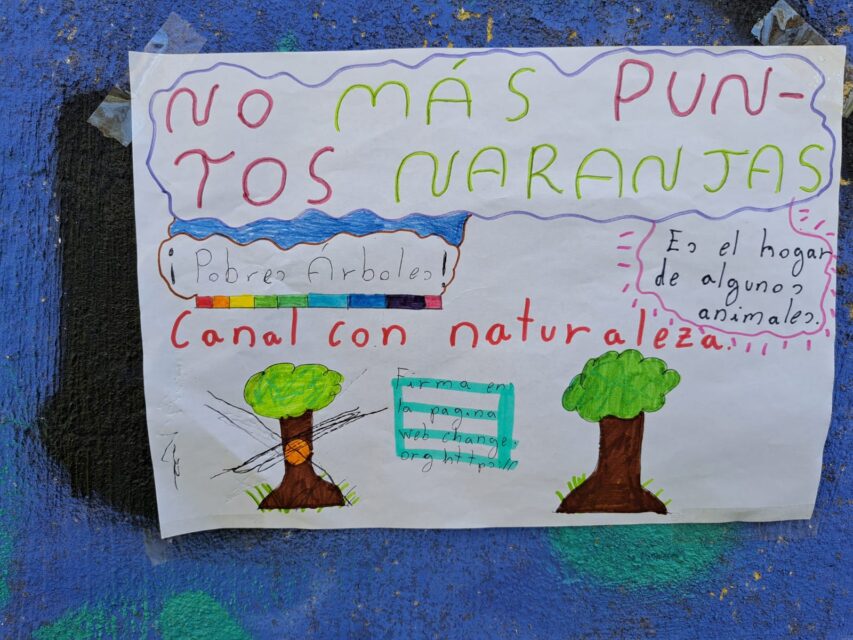 NO MÁS PUN-
TOS NARANJAS
¡Pobres Árboles!
Es el hogar
de algunos
animales.
Canal con naturaleza.
Firma en
la pagina
web change.
org https://